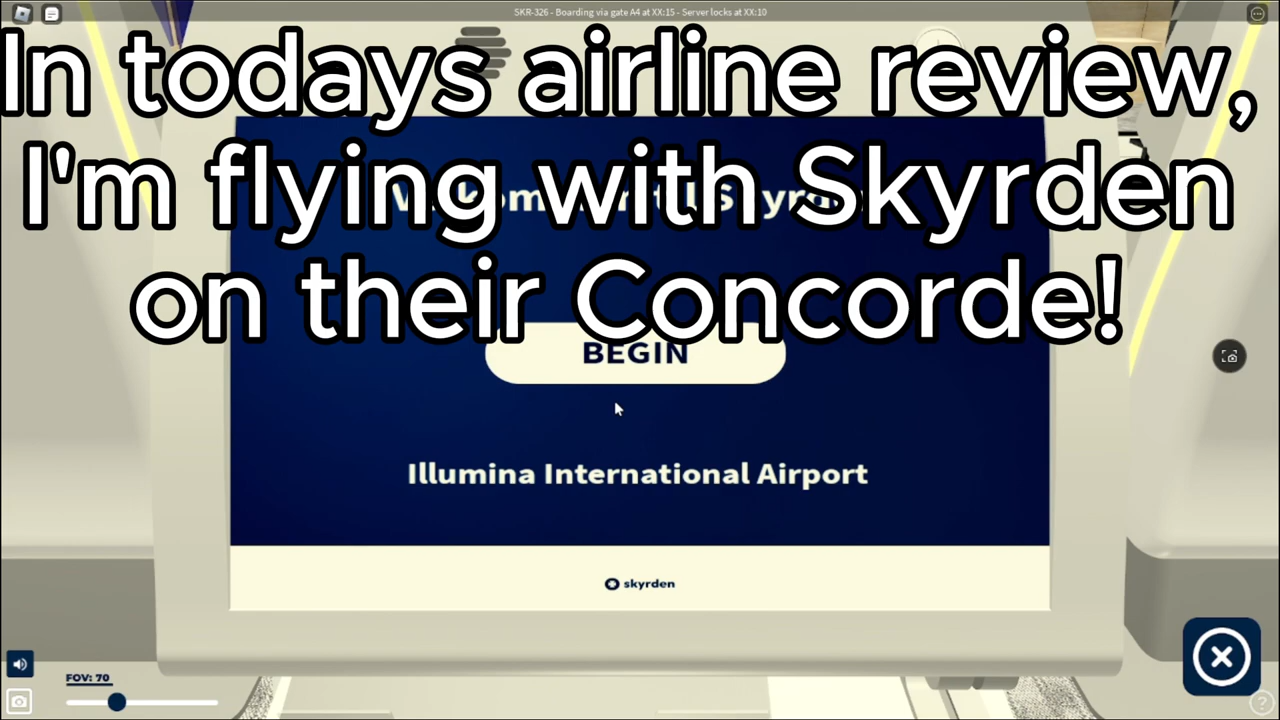 SKR-326 - Boarding via gate A4 at XX:15 - Server locks at XX:10
In todays airline review,
I'm flying with Skyrden
on their Concorde!
BEGIN
Illumina International Airport
skyrden
FOV: 70